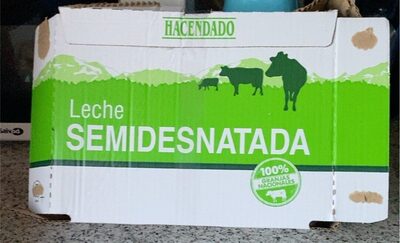 HACENDADO
Leche
SEMIDESNATADA
100%
GRANJAS
NACIONALES